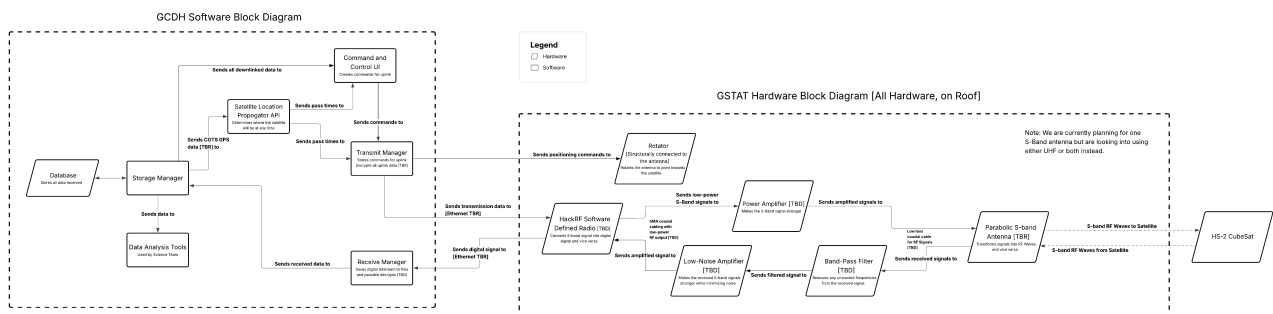 GCDH Software Block Diagram
Legend
Hardware
Software
Command and
Control UI
Creates commands for uplink
Sends all downlinked data to
Satellite Location
Propogator API
Determines where the satellite
will be at any time
Sends pass times to
Sends commands to
Sends COTS GPS
data [TBR] to
Sends pass times to
Transmit Manager
Stores commands for uplink
Encrypts all uplink data [TBR]
Database
Stores all data received
Storage Manager
Sends data to
Data Analysis Tools
Used by Science Team
Sends received data to
Receive Manager
Sends digital bitstream to files
and possible decrypts [TBD]
Sends transmission data to
[Ethernet TBR]
Sends digital signal to
[Ethernet TBR]
GSTAT Hardware Block Diagram [All Hardware, on Roof]
Note: We are currently planning for one
S-Band antenna but are looking into using
either UHF or both instead.
Sends positioning commands to
Rotator
[Structurally connected to
the antenna]
Rotates the antenna to point towards
the satellite
HackRF Software
Defined Radio [TBD]
Converts S-band signal into digital
signal and vice versa
Sends low-power
S-Band signals to
SMA coaxial
cabling with
low-power
RF output [TBD]
Power Amplifier [TBD]
Makes the S-Band signal stronger
Sends amplified signals to
Low-loss
coaxial cable
for RF Signals
[TBD]
Parabolic S-band
Antenna [TBR]
Transforms signals into RF Waves,
and vice versa
Sends received signals to
Band-Pass Filter
[TBD]
Removes any unwanted frequencies
from the received signal
Sends filtered signal to
Low-Noise Amplifier
[TBD]
Makes the received S-band signals
stronger while minimizing noise
Sends amplified signal to
S-band RF Waves to Satellite
S-band RF Waves from Satellite
HS-2 CubeSat